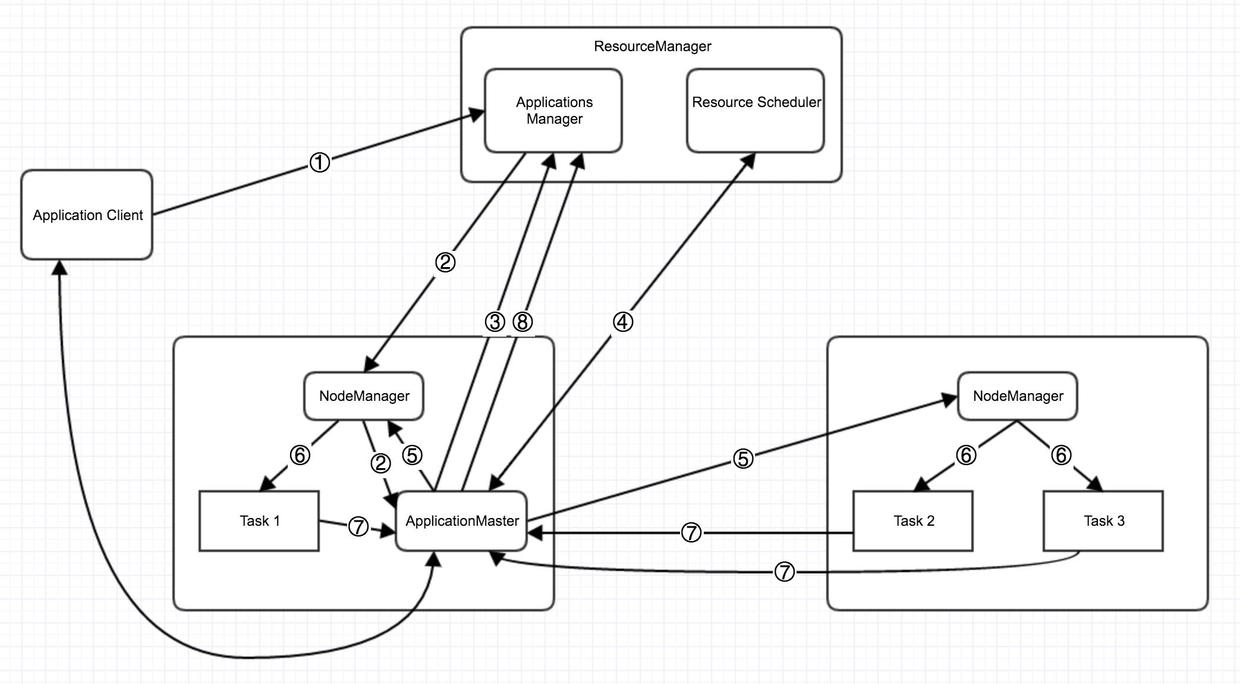 ResourceManager
Applications
Manager
Resource Scheduler
①
Application Client
②
③
⑧
④
NodeManager
NodeManager
⑥
②
⑤
⑤
⑥
⑥
Task 1
⑦
ApplicationMaster
⑦
Task 2
Task 3
⑦